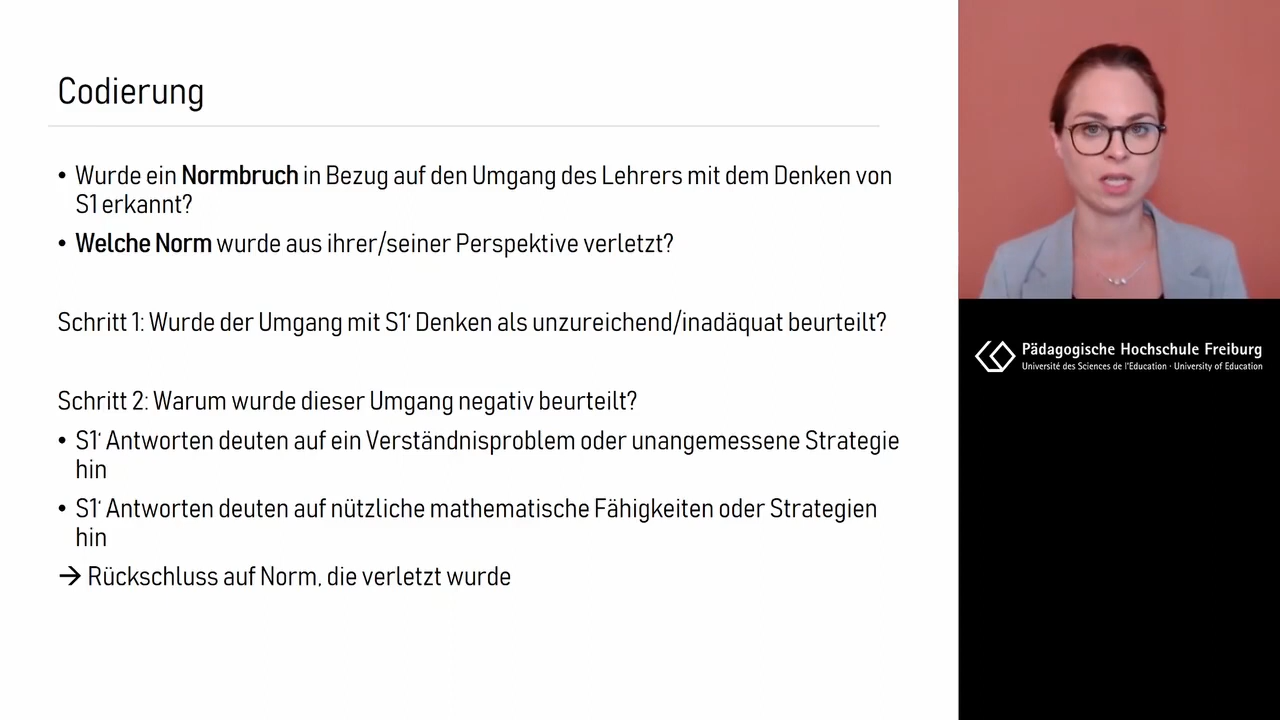 Codierung
• Wurde ein Normbruch in Bezug auf den Umgang des Lehrers mit dem Denken von
S1 erkannt?
• Welche Norm wurde aus ihrer/seiner Perspektive verletzt?
Schritt 1: Wurde der Umgang mit S1‘ Denken als unzureichend/inadäquat beurteilt?
Schritt 2: Warum wurde dieser Umgang negativ beurteilt?
• S1‘ Antworten deuten auf ein Verständnisproblem oder unangemessene Strategie
hin
• S1‘ Antworten deuten auf nützliche mathematische Fähigkeiten oder Strategien
hin
→ Rückschluss auf Norm, die verletzt wurde
Pädagogische Hochschule Freiburg
Université des Sciences de l'Education · University of Education